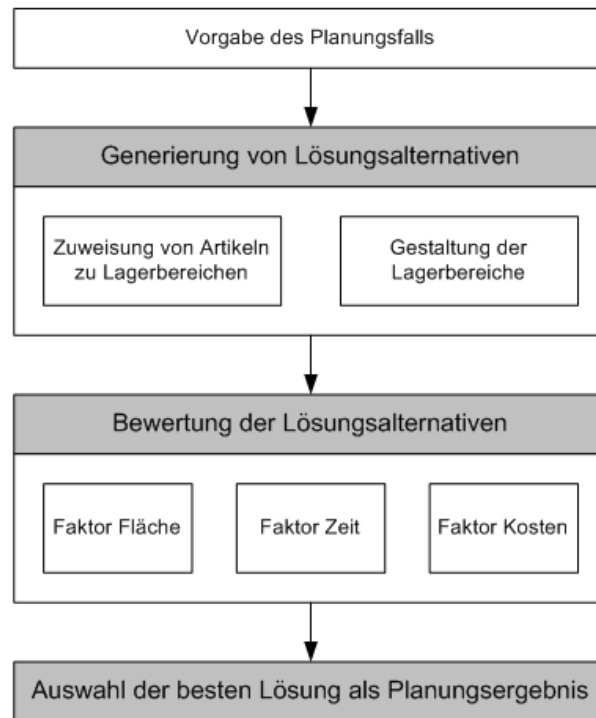 Vorgabe des Planungsfalls
Generierung von Lösungsalternativen
Zuweisung von Artikeln
zu Lagerbereichen
Gestaltung der
Lagerbereiche
Bewertung der Lösungsalternativen
Faktor Fläche
Faktor Zeit
Faktor Kosten
Auswahl der besten Lösung als Planungsergebnis